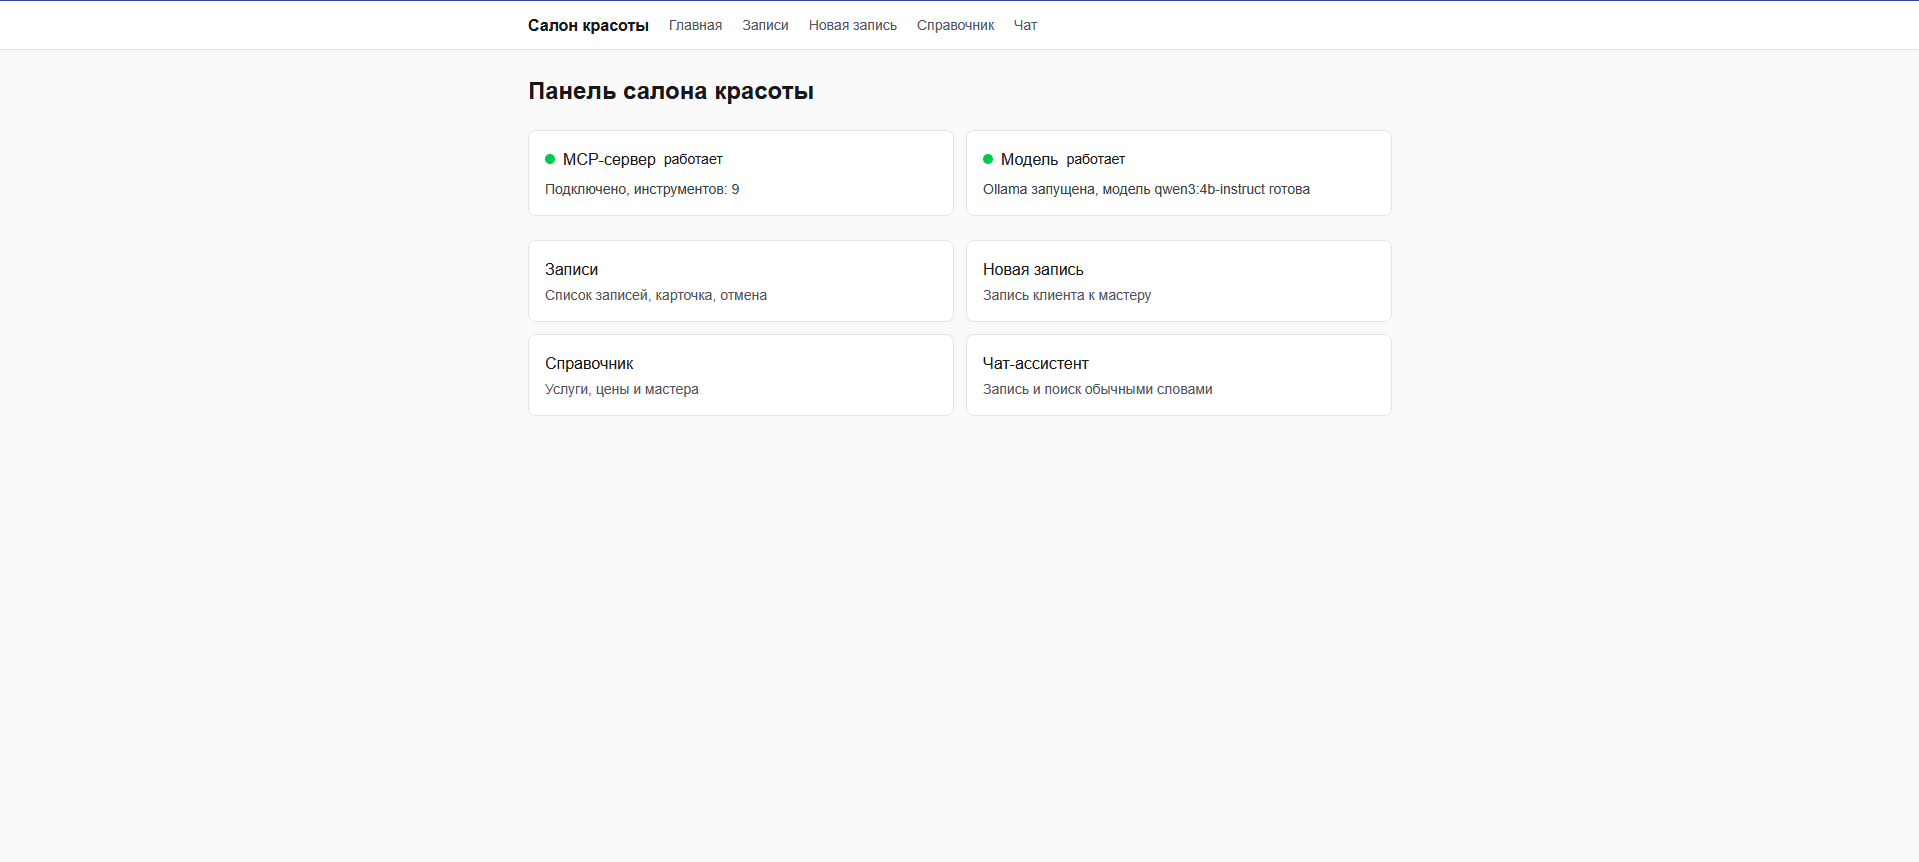 Салон красоты Главная Записи Новая запись Справочник Чат
Панель салона красоты
MCP-сервер работает
Подключено, инструментов: 9
Модель работает
Ollama запущена, модель qwen3:4b-instruct готова
Записи
Список записей, карточка, отмена
Новая запись
Запись клиента к мастеру
Справочник
Услуги, цены и мастера
Чат-ассистент
Запись и поиск обычными словами